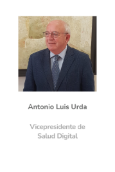 Antonio Luis Urda
Vicepresidente de
Salud Digital